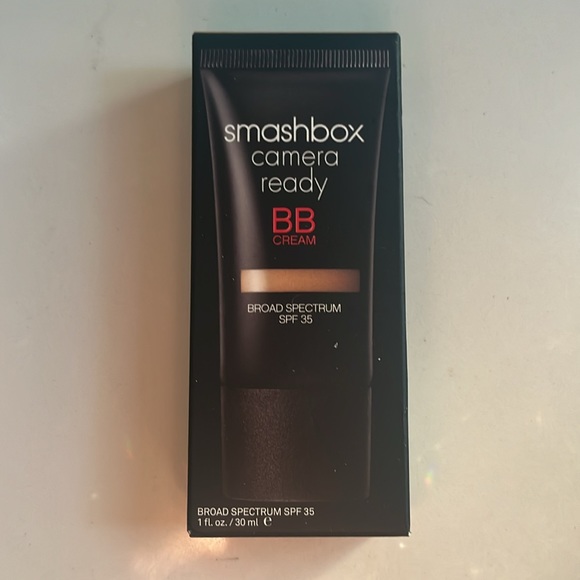 smashbox
camera
ready
BB
CREAM
BROAD SPECTRUM
SPF 35
BROAD SPECTRUM SPF 35
1 fl. oz. / 30 ml ℮